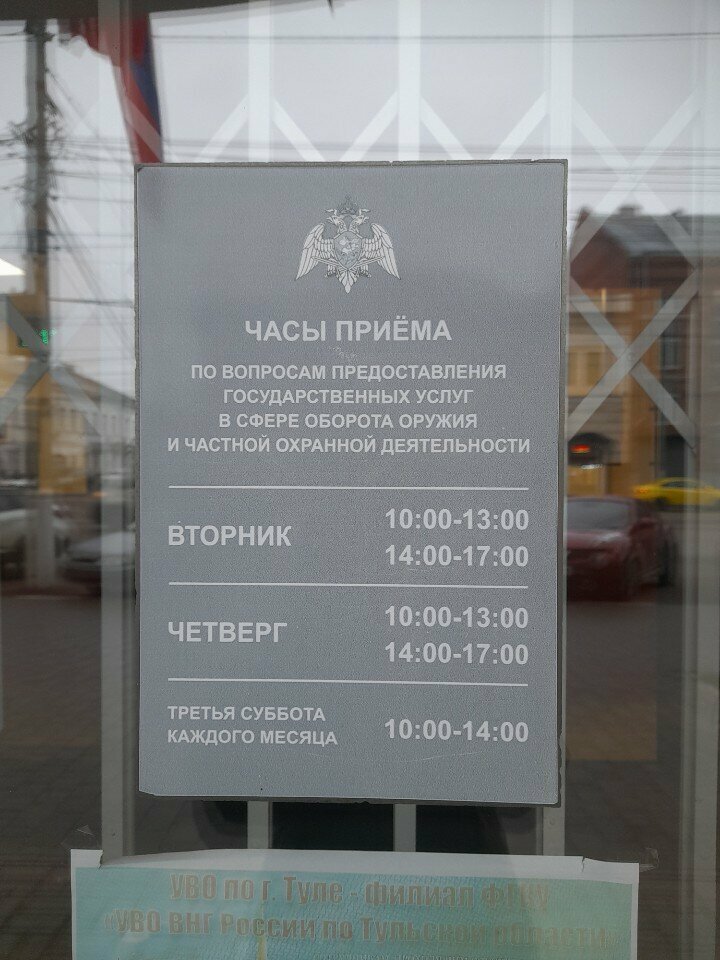 ЧАСЫ ПРИЁМА
ПО ВОПРОСАМ ПРЕДОСТАВЛЕНИЯ
ГОСУДАРСТВЕННЫХ УСЛУГ
В СФЕРЕ ОБОРОТА ОРУЖИЯ
И ЧАСТНОЙ ОХРАННОЙ ДЕЯТЕЛЬНОСТИ
ВТОРНИК
10:00-13:00
14:00-17:00
ЧЕТВЕРГ
10:00-13:00
14:00-17:00
ТРЕТЬЯ СУББОТА
КАЖДОГО МЕСЯЦА
10:00-14:00
УВО по г. Туле - филиал ФГКУ
«УВО ВНГ России по Тульской области»